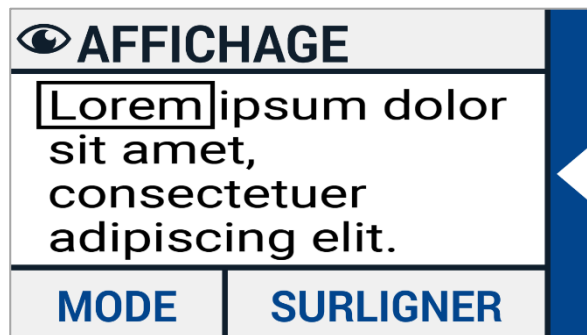 AFFICHAGE
Lorem ipsum dolor
sit amet,
consectetuer
adipiscing elit.
MODE
SURLIGNER